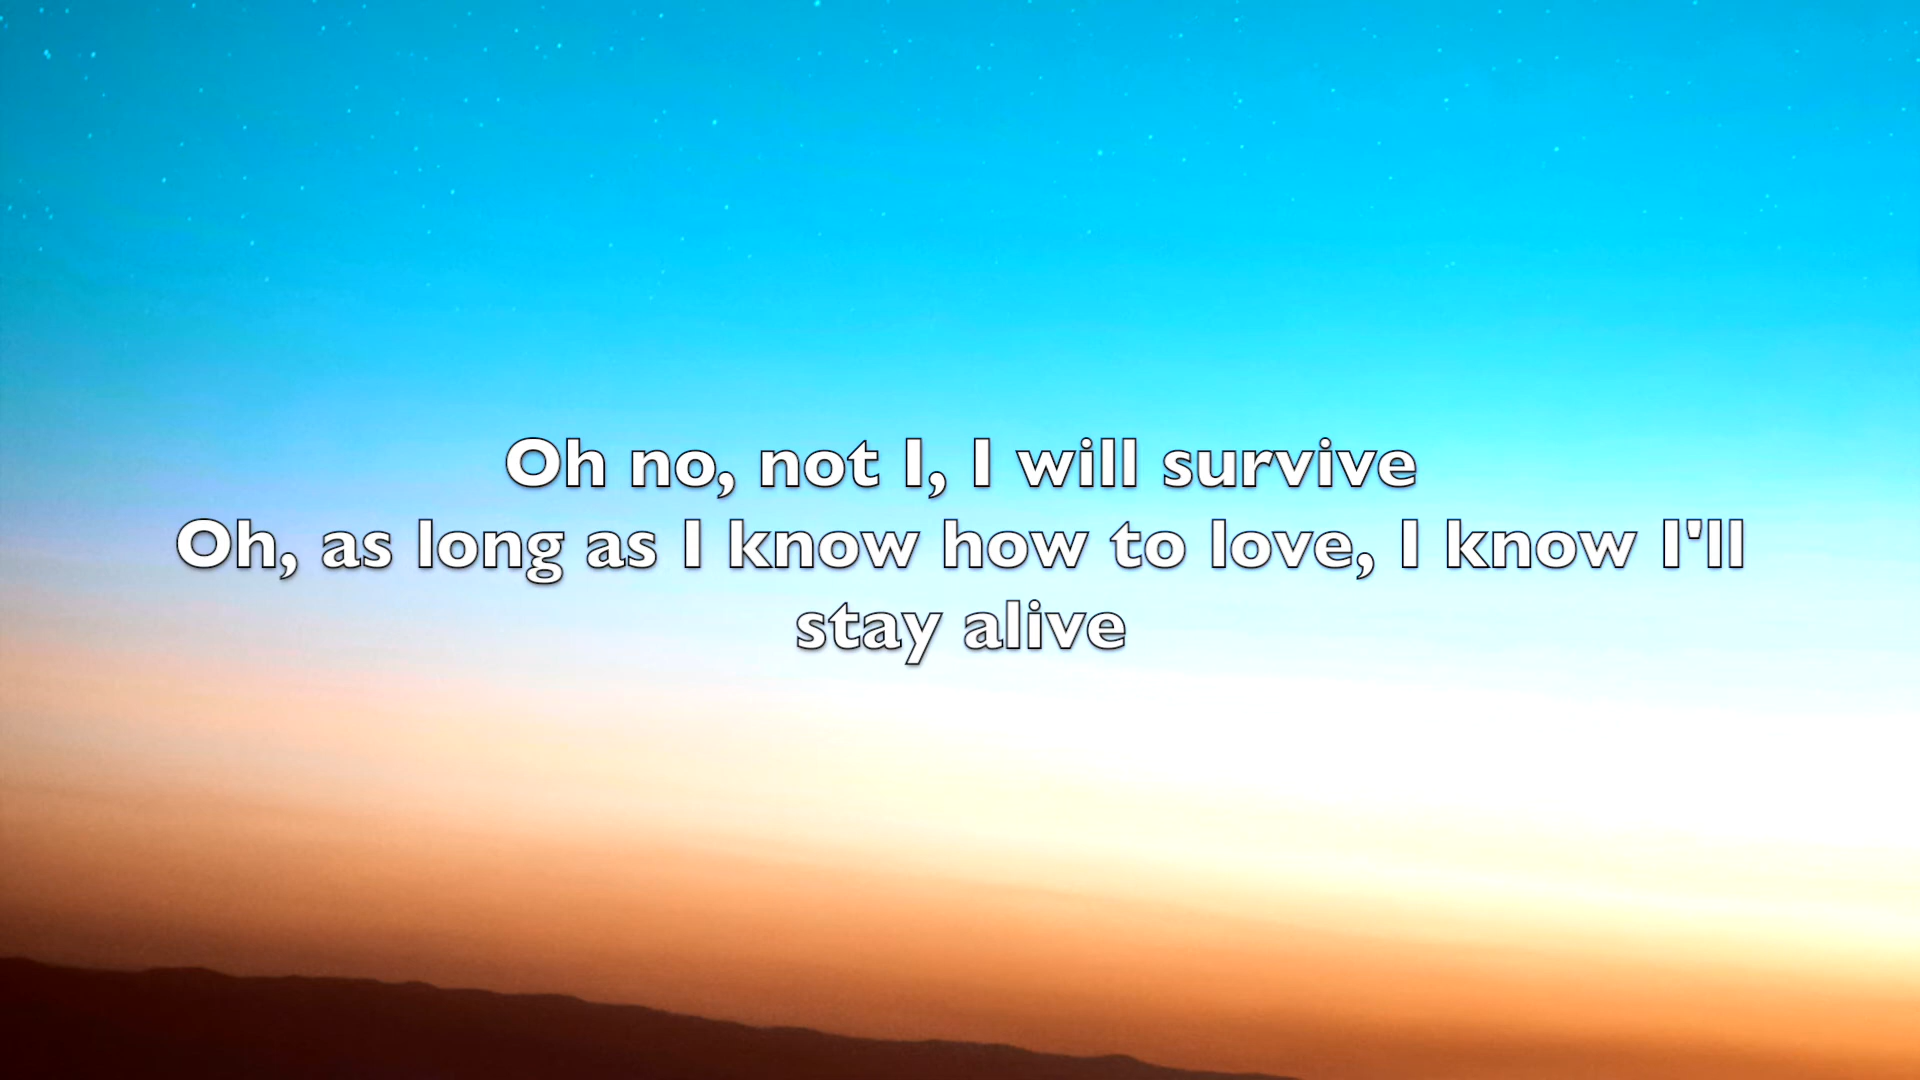 Oh no, not I, I will survive
Oh, as long as I know how to love, I know I'll
stay alive